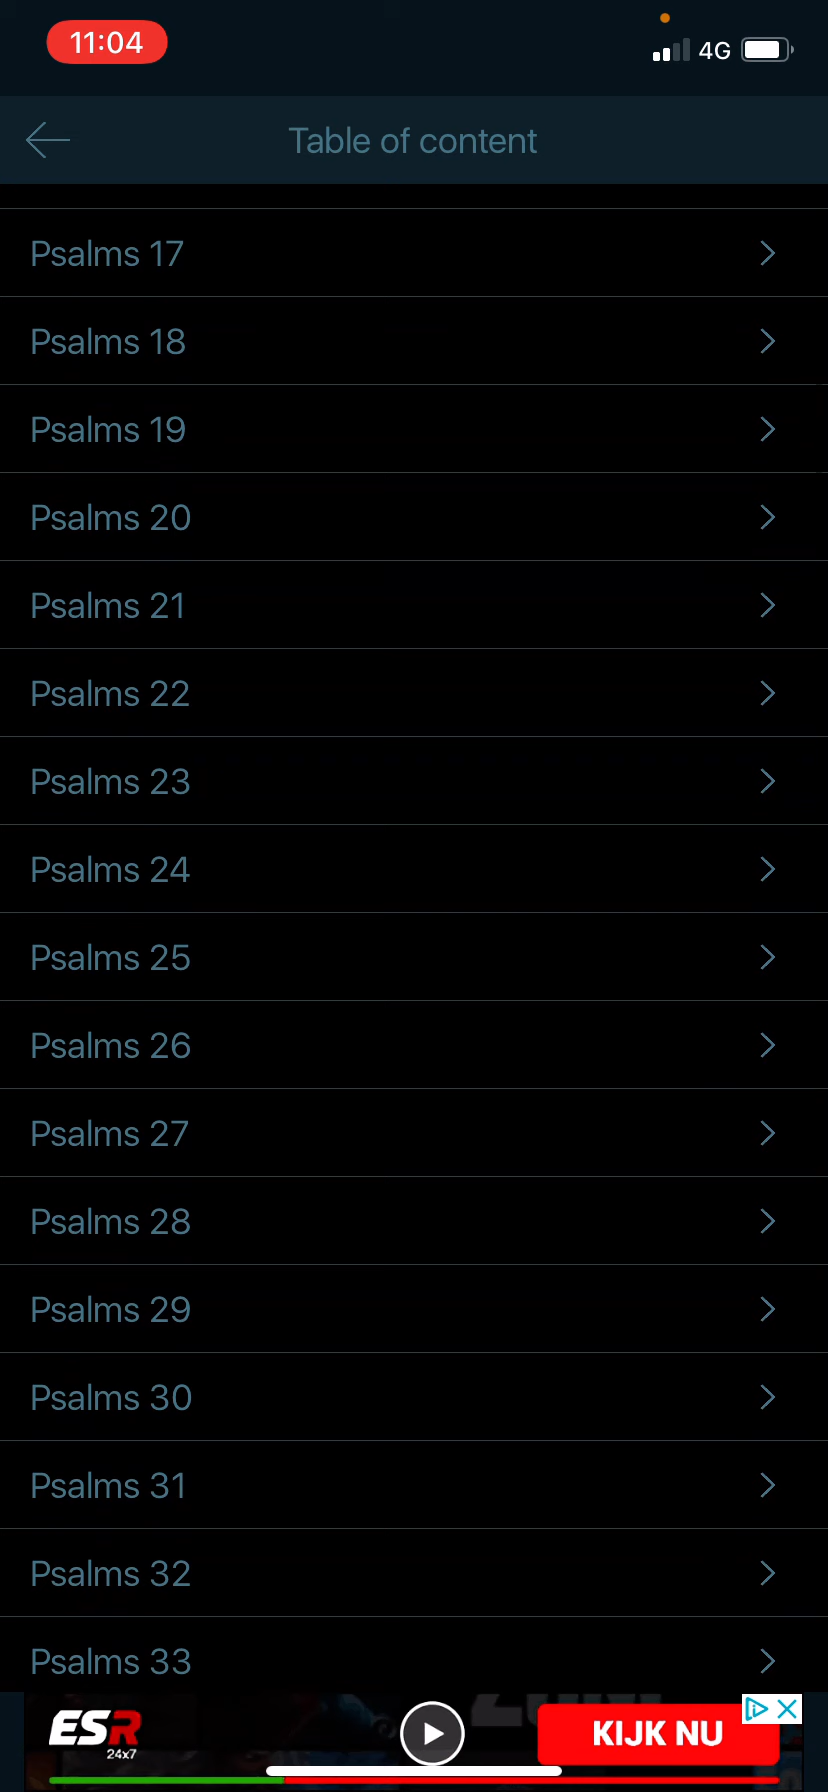 11:04
4G
Table of content
Psalms 17
Psalms 18
Psalms 19
Psalms 20
Psalms 21
Psalms 22
Psalms 23
Psalms 24
Psalms 25
Psalms 26
Psalms 27
Psalms 28
Psalms 29
Psalms 30
Psalms 31
Psalms 32
Psalms 33
ESR
24x7
KIJK NU